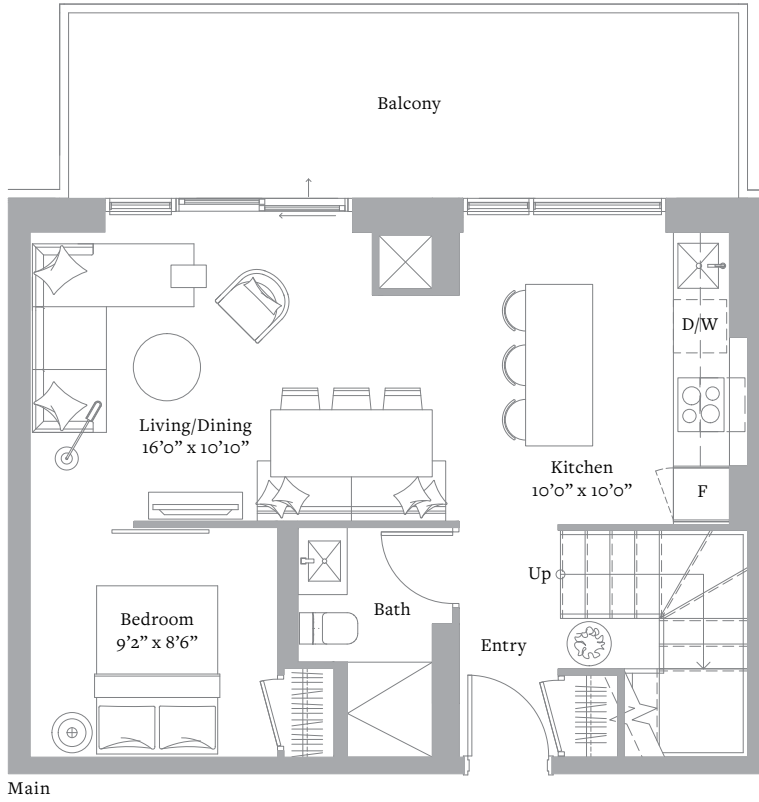 Balcony
D/W
Living/Dining
16’0” x 10’10”
Kitchen
10’0” x 10’0”
F
Up
Bath
Bedroom
9’2” x 8’6”
Entry
Main